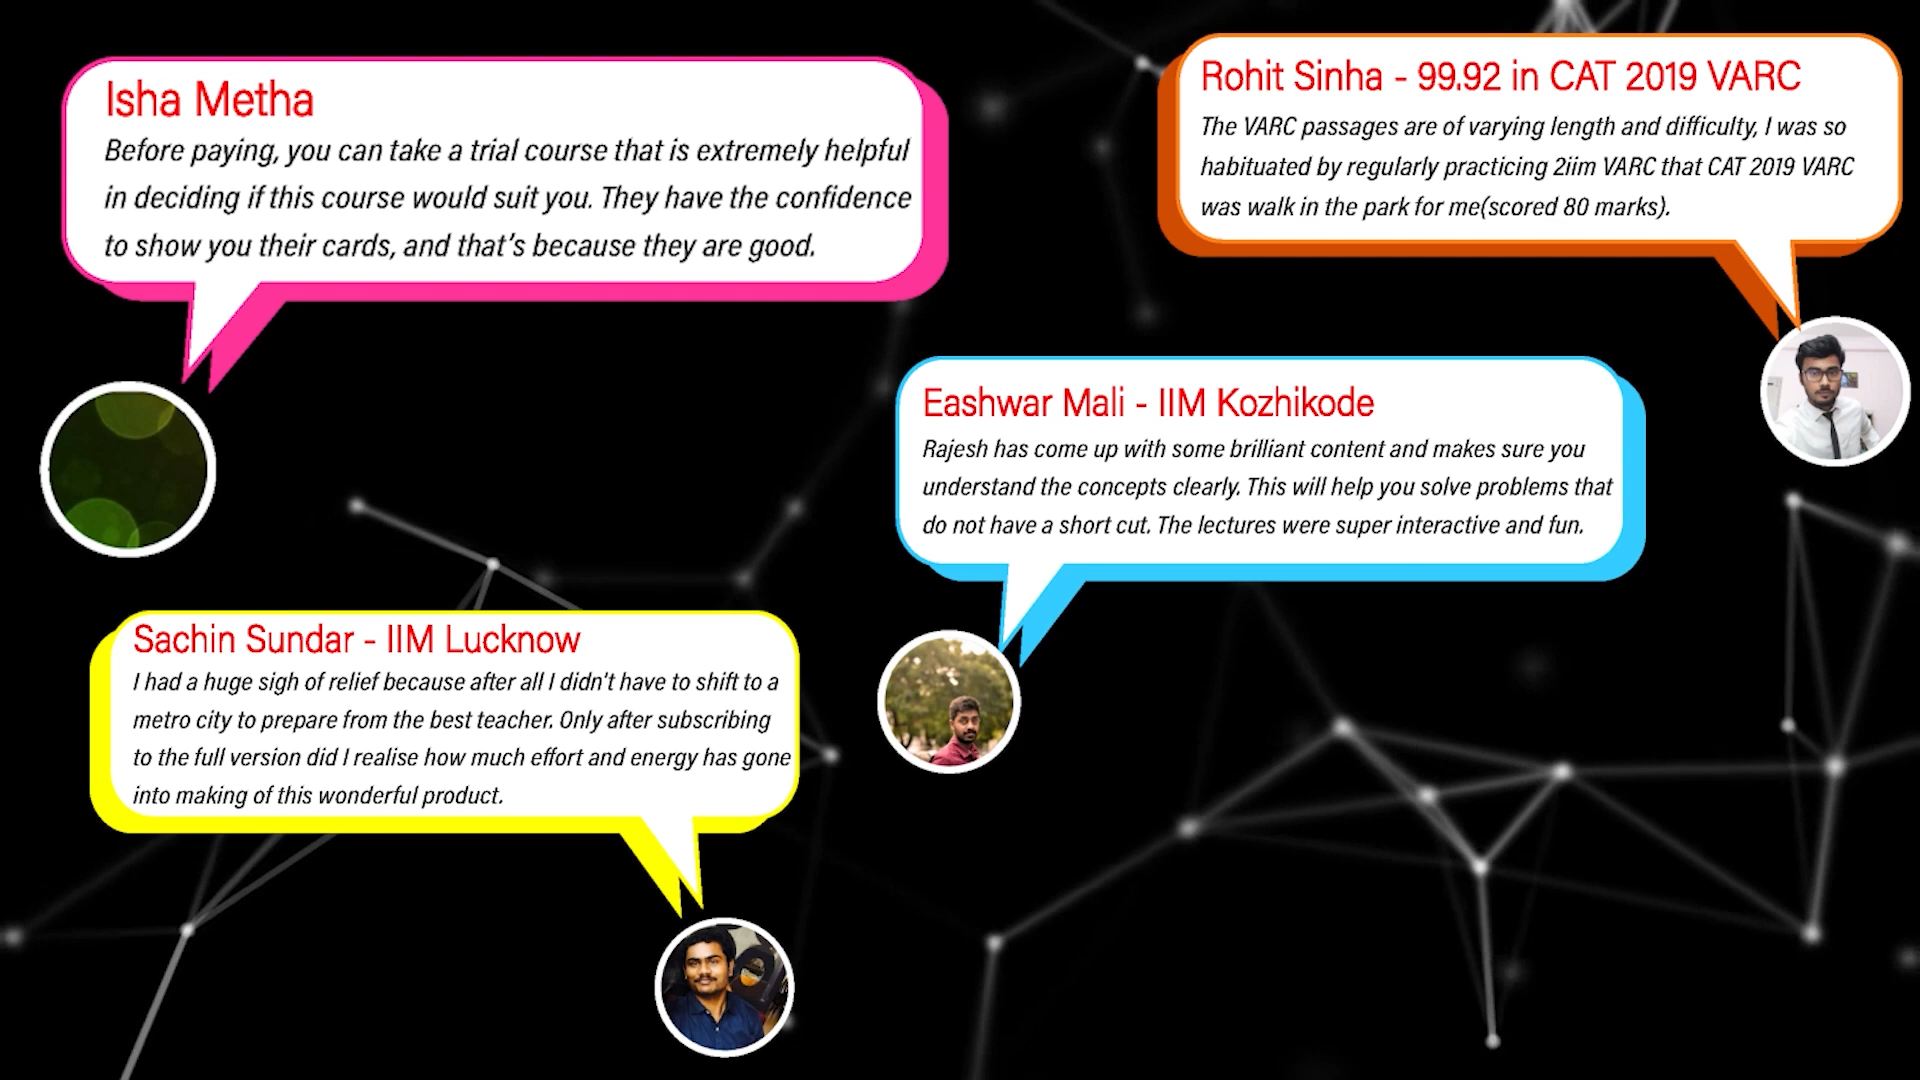 Isha Metha
Before paying, you can take a trial course that is extremely helpful
in deciding if this course would suit you. They have the confidence
to show you their cards, and that's because they are good.
Rohit Sinha - 99.92 in CAT 2019 VARC
The VARC passages are of varying length and difficulty, I was so
habituated by regularly practicing 2iim VARC that CAT 2019 VARC
was walk in the park for me(scored 80 marks).
Eashwar Mali - IIM Kozhikode
Rajesh has come up with some brilliant content and makes sure you
understand the concepts clearly. This will help you solve problems that
do not have a short cut. The lectures were super interactive and fun.
Sachin Sundar - IIM Lucknow
I had a huge sigh of relief because after all I didn't have to shift to a
metro city to prepare from the best teacher. Only after subscribing
to the full version did I realise how much effort and energy has gone
into making of this wonderful product.